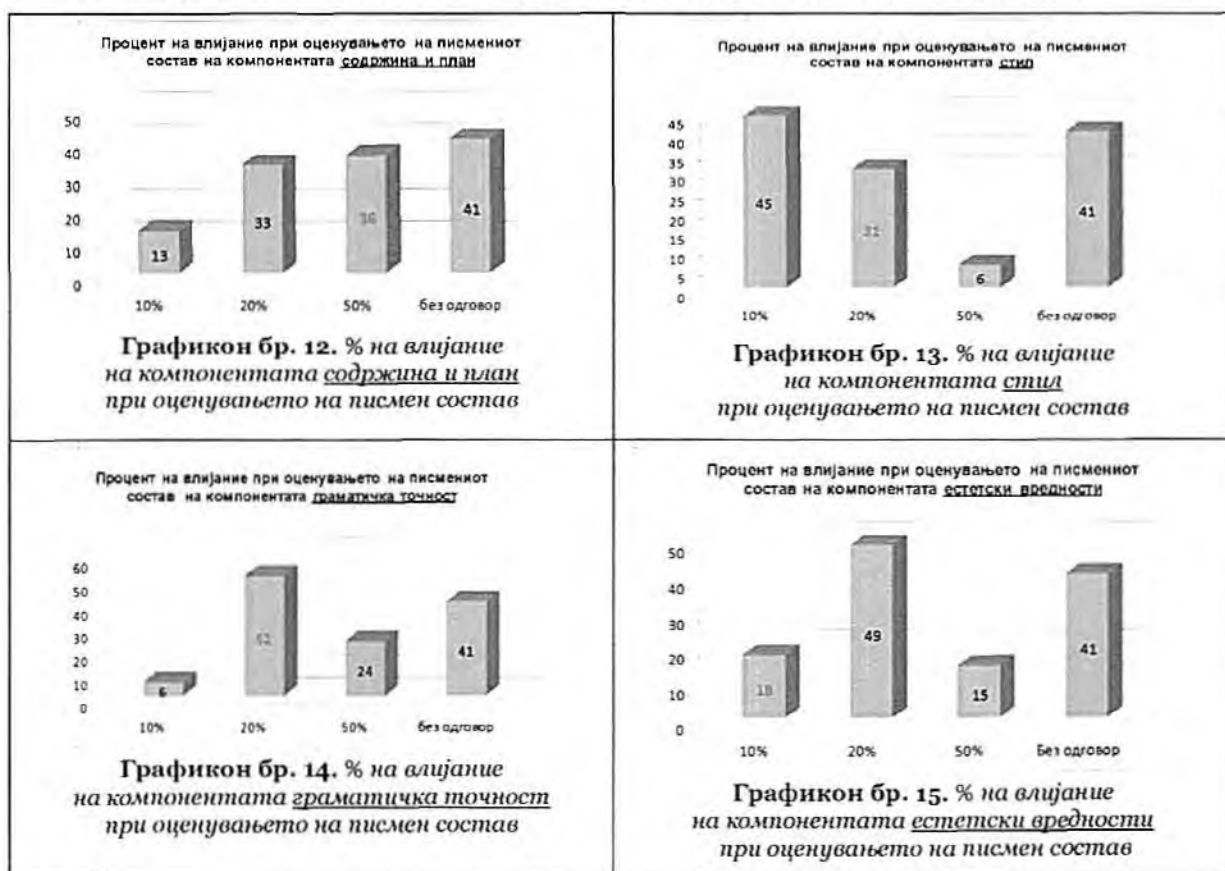 Процент на влијание при оценувањето на писмениот
состав на компонентата содржина и план
50
40
30
20
10
0
13
33
36
41
10%
20%
50%
без одговор
Графикон бр. 12. % на влијание
на компонентата содржина и план
при оценувањето на писмен состав
Процент на влијание при оценувањето на писмениот
состав на компонентата стил
45
40
35
30
25
20
15
10
5
0
45
31
6
41
10%
20%
50%
без одговор
Графикон бр. 13. % на влијание
на компонентата стил
при оценувањето на писмен состав
Процент на влијание при оценувањето на писмениот
состав на компонентата граматичка точност
60
50
40
30
20
10
0
6
52
24
41
10%
20%
50%
без одговор
Графикон бр. 14. % на влијание
на компонентата граматичка точност
при оценувањето на писмен состав
Процент на влијание при оценувањето на писмениот
состав на компонентата естетски вредности
50
40
30
20
10
0
18
49
15
41
10%
20%
50%
Без одговор
Графикон бр. 15. % на влијание
на компонентата естетски вредности
при оценувањето на писмен состав